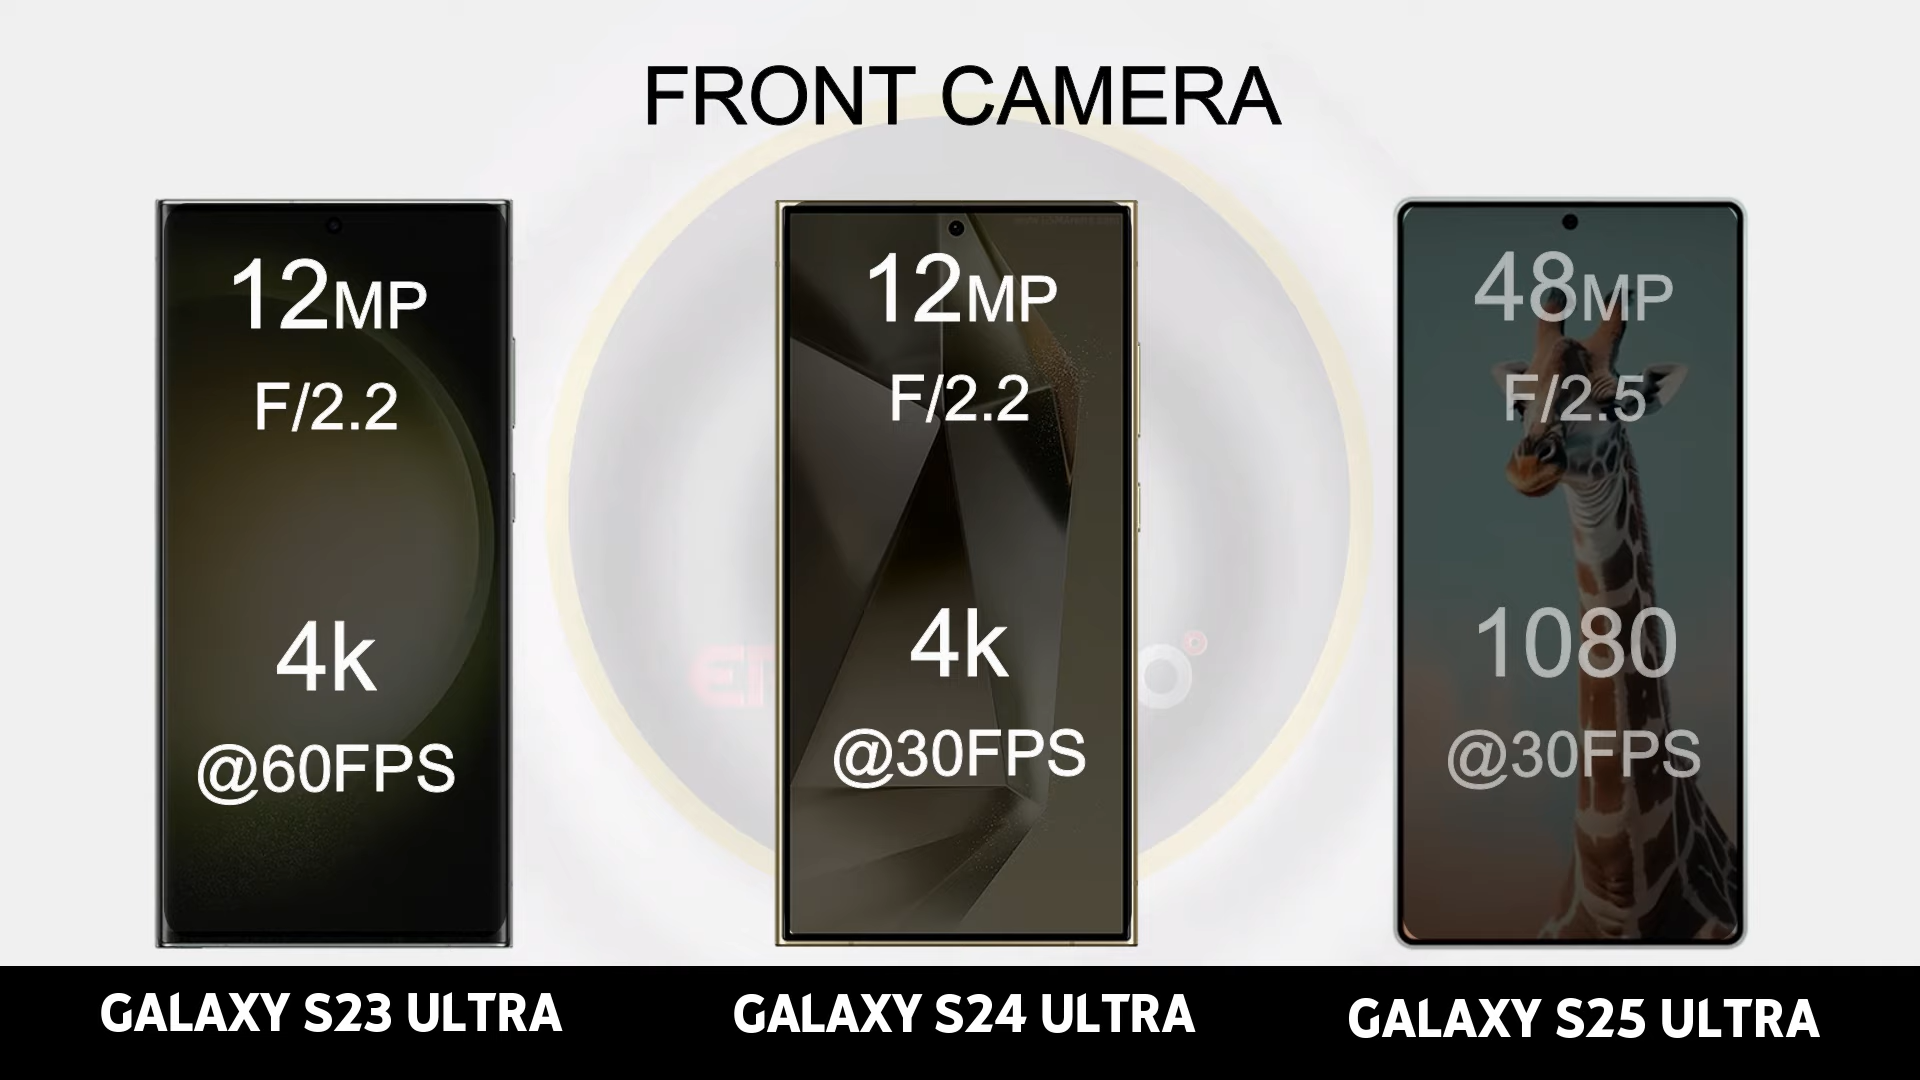 FRONT CAMERA
12MP
F/2.2
4k
@60FPS
12MP
F/2.2
4k
@30FPS
48MP
F/2.5
1080
@30FPS
GALAXY S23 ULTRA
GALAXY S24 ULTRA
GALAXY S25 ULTRA